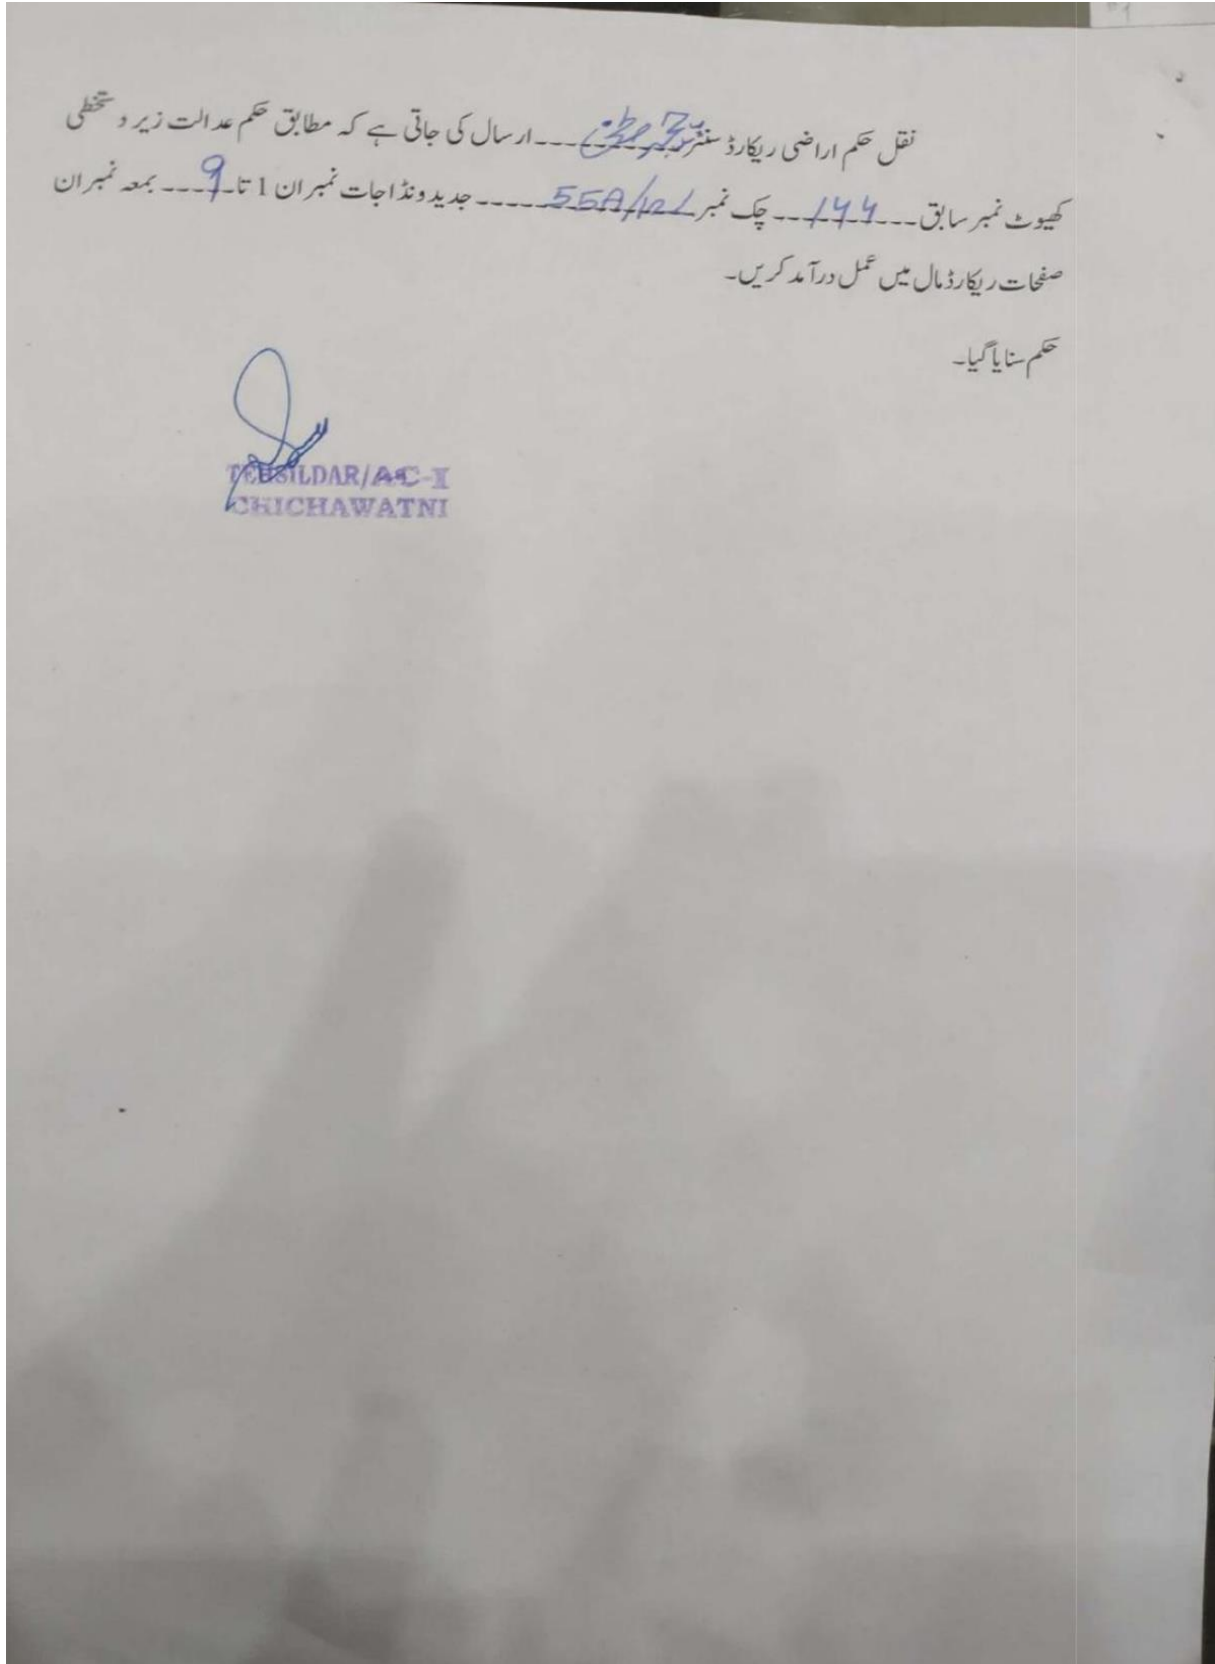 نقل حکم اراضی ریکارڈ سنٹر ۔۔۔ ارسال کی جاتی ہے کہ مطابق حکم عدالت زیر دستخطی
کھیوٹ نمبر سابق ۔۔۔۔144۔۔۔۔ چک نمبر 55A/12L ۔۔۔۔۔ جدید ونڈاجات نمبران 1 تا ۔9۔۔۔ بمعہ نمبران
صفحات ریکارڈ مال میں عمل درآمد کریں۔
حکم سنایا گیا۔
TEHSILDAR/AC-I
CHICHAWATNI